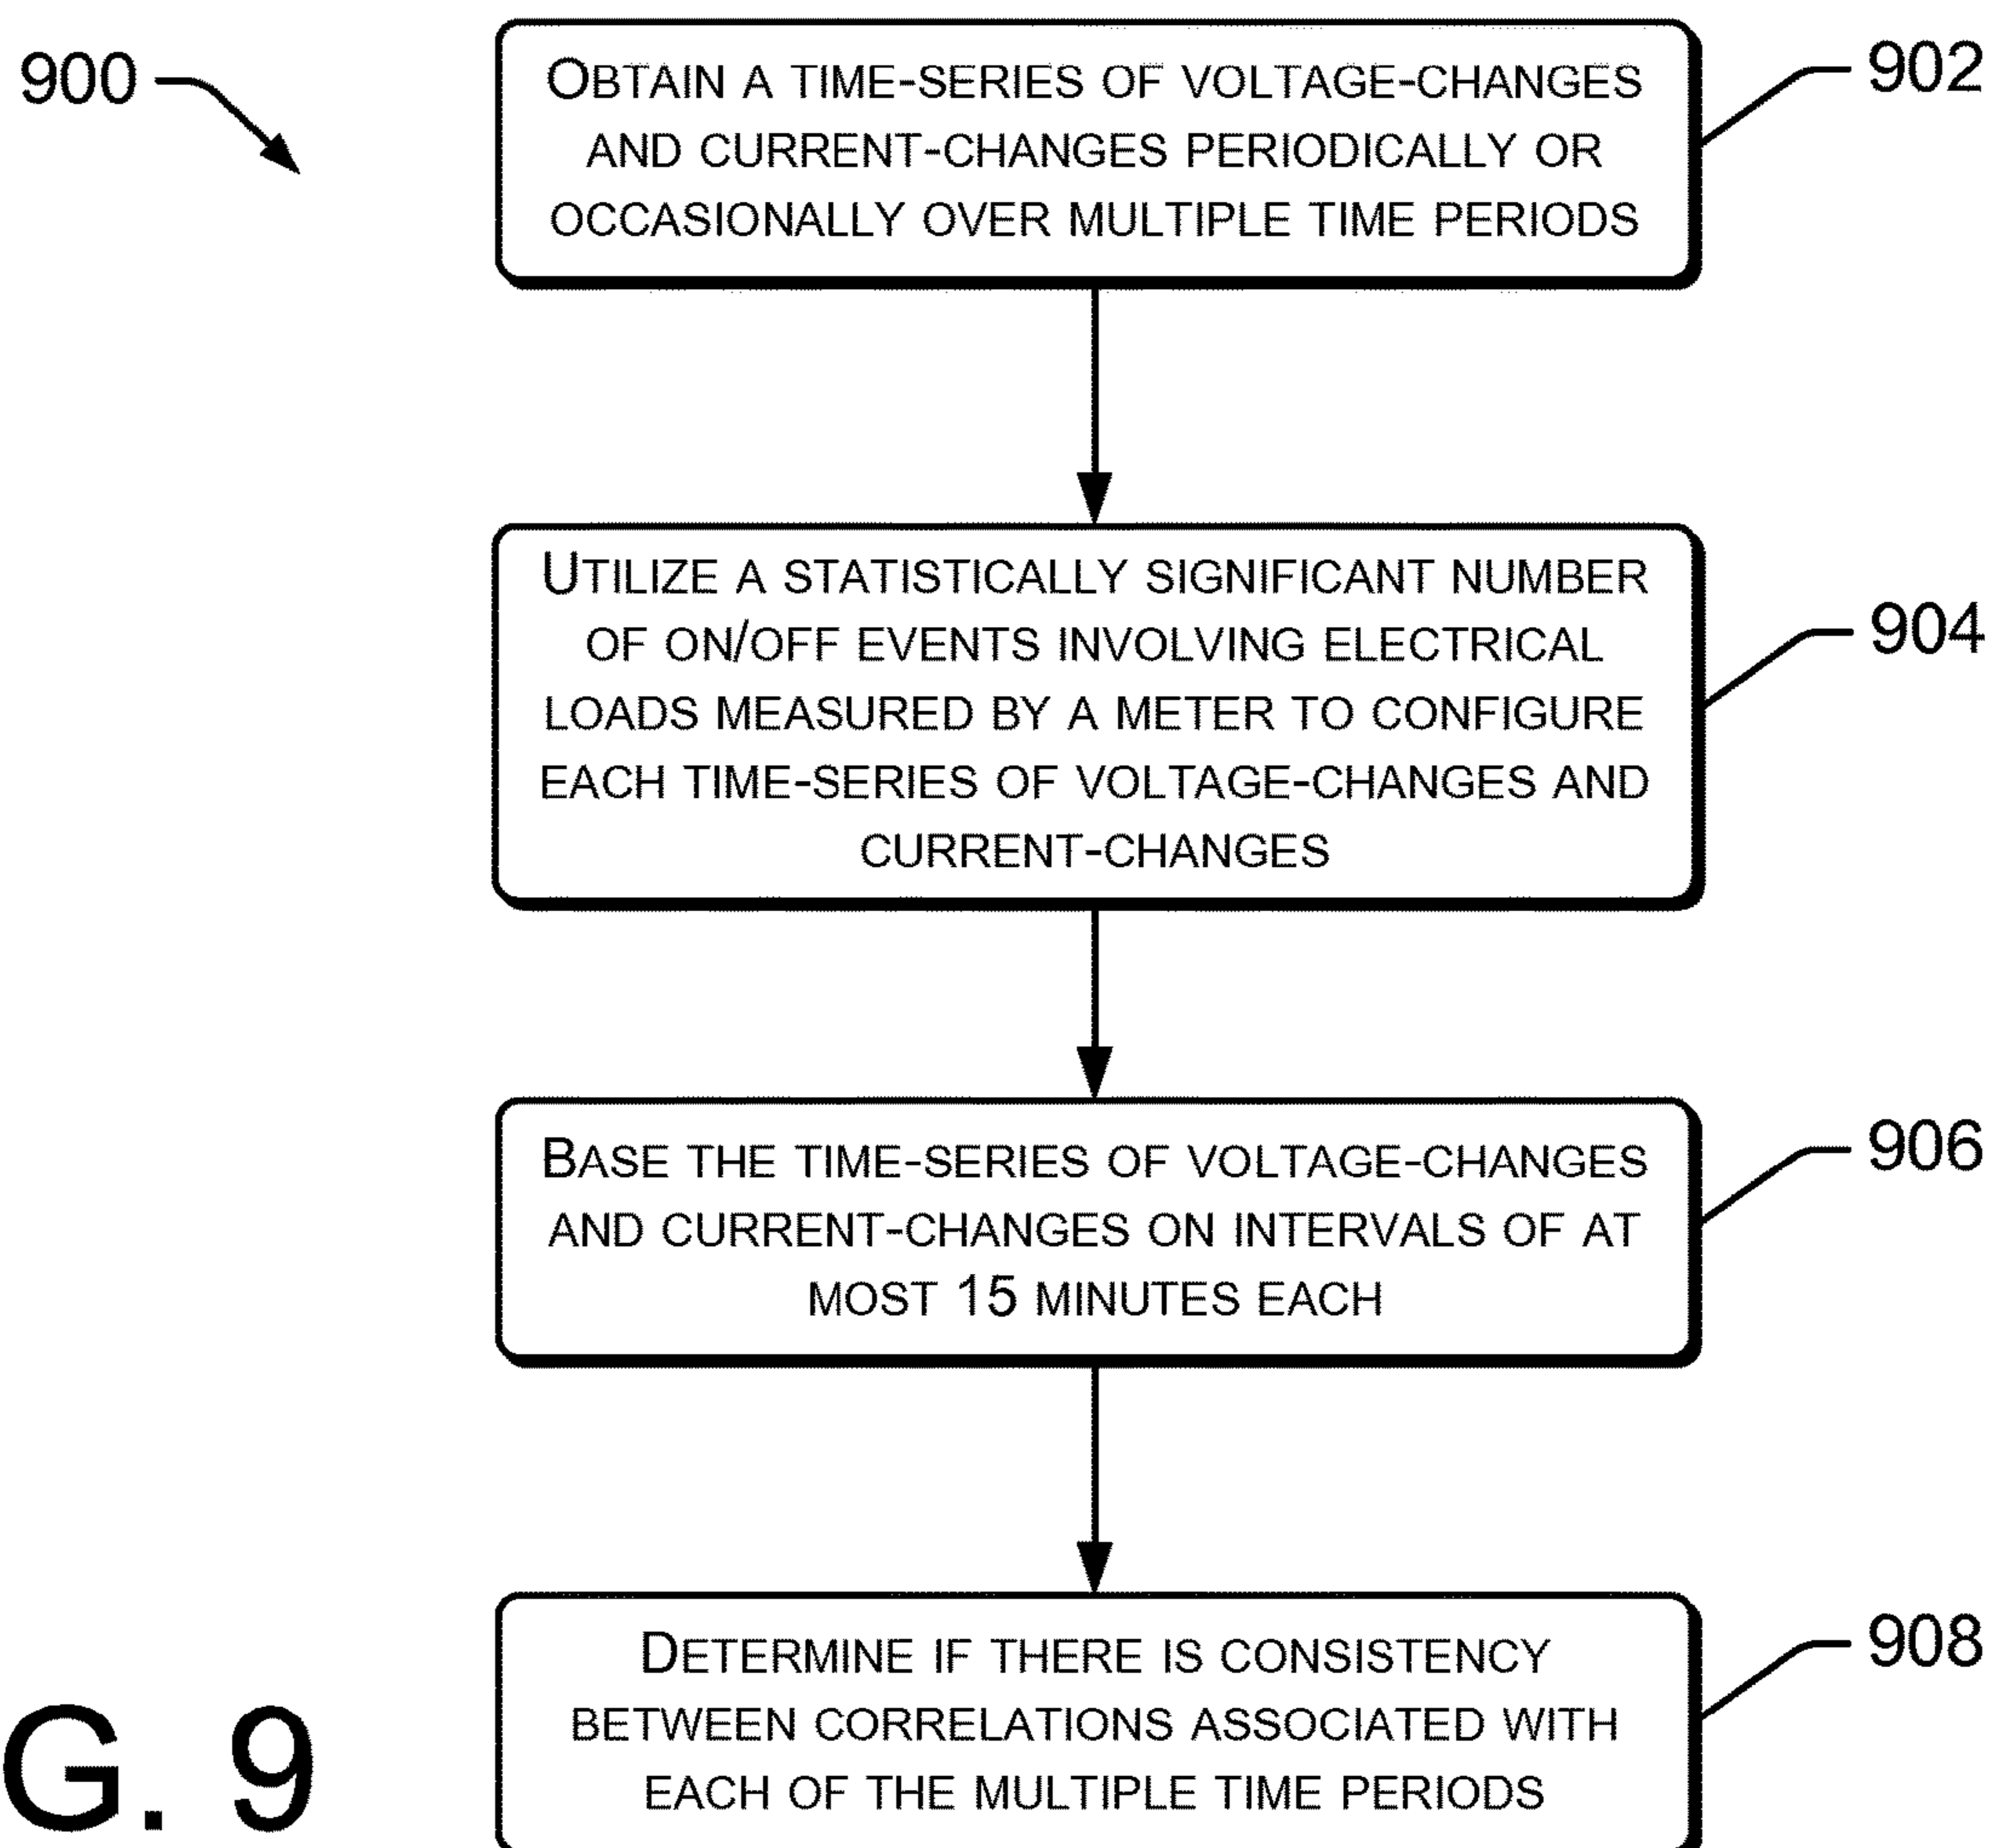 900
OBTAIN A TIME-SERIES OF VOLTAGE-CHANGES
AND CURRENT-CHANGES PERIODICALLY OR
OCCASIONALLY OVER MULTIPLE TIME PERIODS
902
UTILIZE A STATISTICALLY SIGNIFICANT NUMBER
OF ON/OFF EVENTS INVOLVING ELECTRICAL
LOADS MEASURED BY A METER TO CONFIGURE
EACH TIME-SERIES OF VOLTAGE-CHANGES AND
CURRENT-CHANGES
904
BASE THE TIME-SERIES OF VOLTAGE-CHANGES
AND CURRENT-CHANGES ON INTERVALS OF AT
MOST 15 MINUTES EACH
906
DETERMINE IF THERE IS CONSISTENCY
BETWEEN CORRELATIONS ASSOCIATED WITH
EACH OF THE MULTIPLE TIME PERIODS
908
G. 9